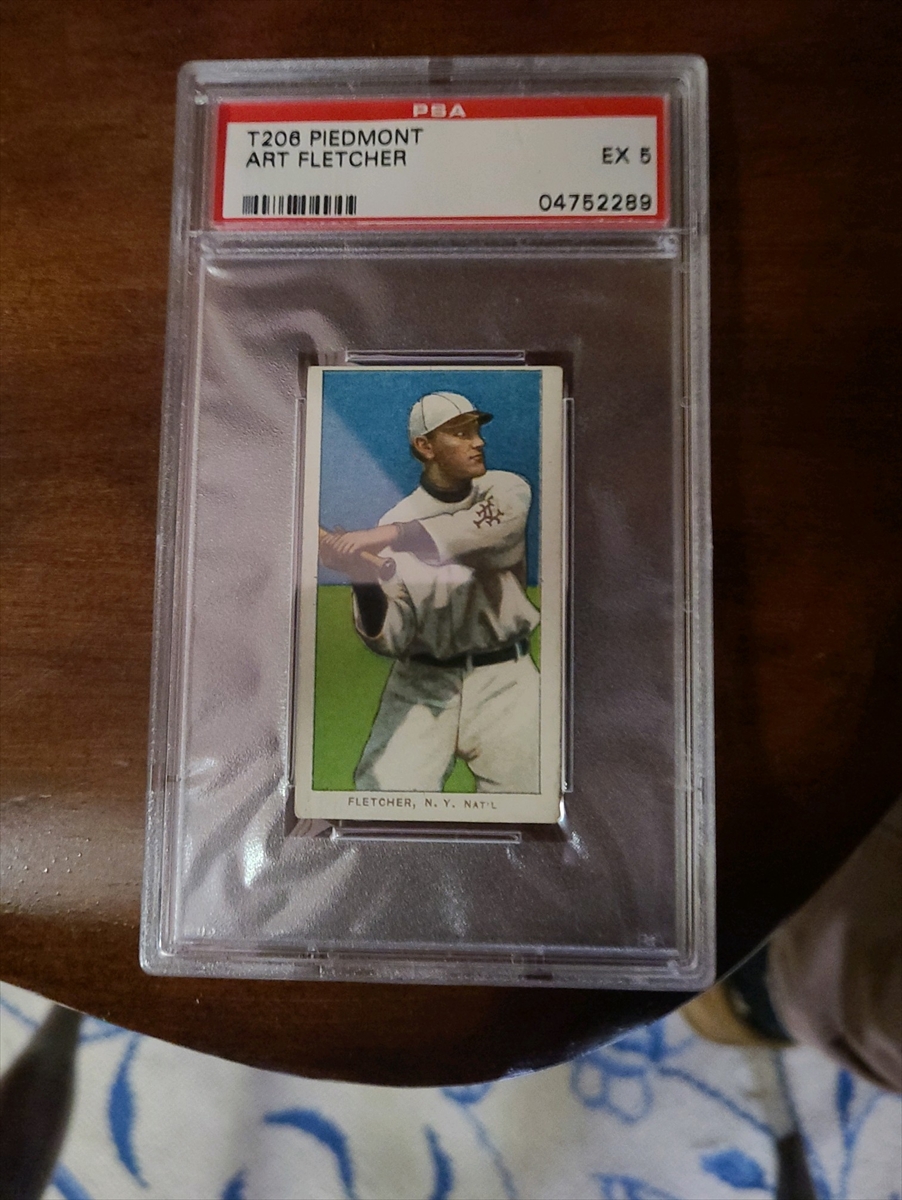 PSA
T206 PIEDMONT
ART FLETCHER
EX 5
04752289
FLETCHER, N. Y. NAT'L